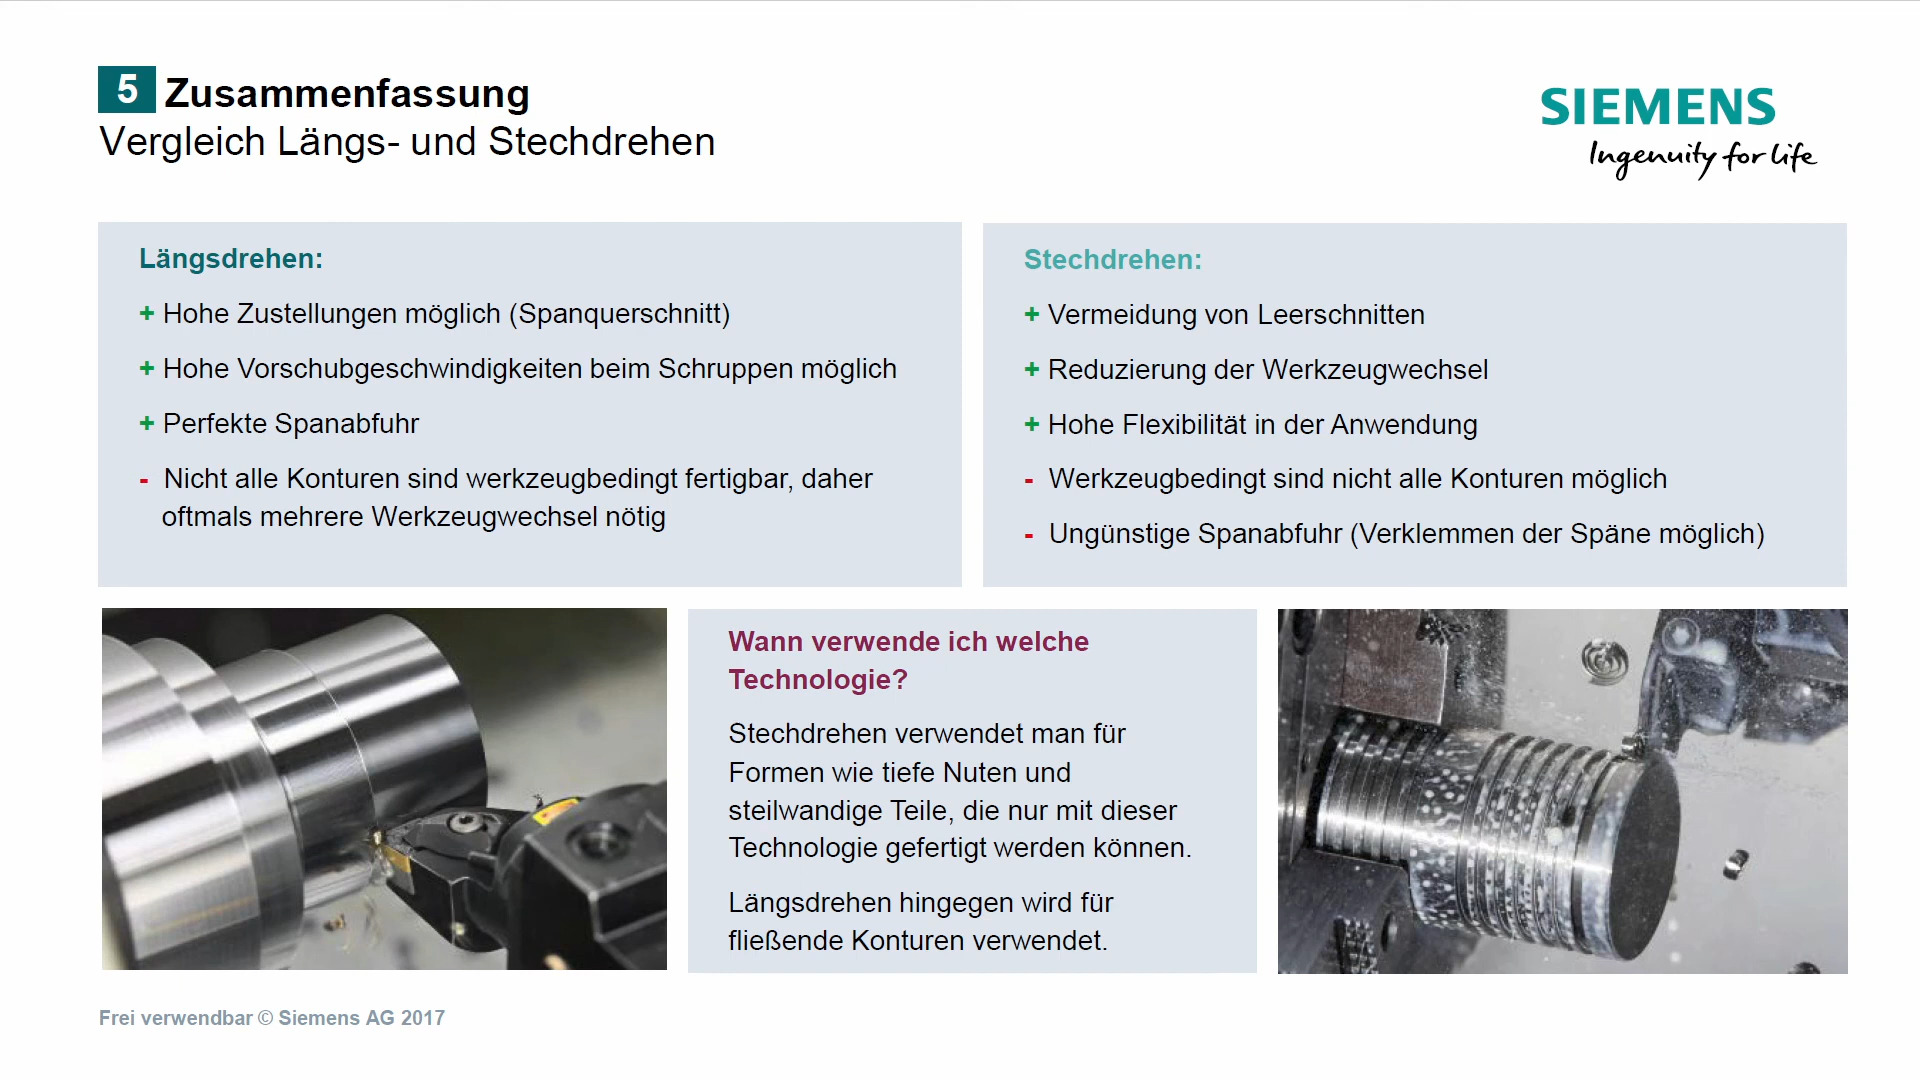 5 Zusammenfassung
Vergleich Längs- und Stechdrehen
SIEMENS
Ingenuity for life
Längsdrehen:
+ Hohe Zustellungen möglich (Spanquerschnitt)
+ Hohe Vorschubgeschwindigkeiten beim Schruppen möglich
+ Perfekte Spanabfuhr
- Nicht alle Konturen sind werkzeugbedingt fertigbar, daher
oftmals mehrere Werkzeugwechsel nötig
Stechdrehen:
+ Vermeidung von Leerschnitten
+ Reduzierung der Werkzeugwechsel
+ Hohe Flexibilität in der Anwendung
- Werkzeugbedingt sind nicht alle Konturen möglich
- Ungünstige Spanabfuhr (Verklemmen der Späne möglich)
Wann verwende ich welche
Technologie?
Stechdrehen verwendet man für
Formen wie tiefe Nuten und
steilwandige Teile, die nur mit dieser
Technologie gefertigt werden können.
Längsdrehen hingegen wird für
fließende Konturen verwendet.
Frei verwendbar © Siemens AG 2017